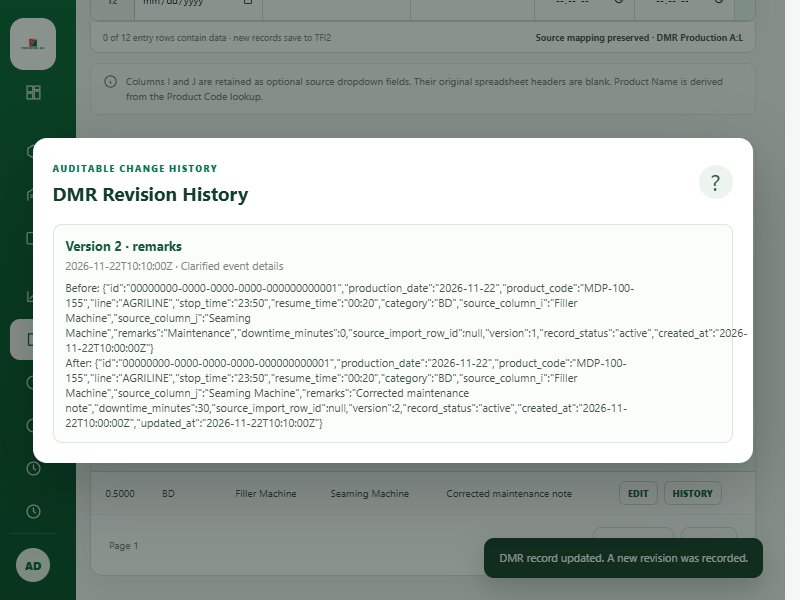 12 mm/dd/yyyy --:-- -- --:-- --
0 of 12 entry rows contain data · new records save to TFI2
Source mapping preserved · DMR Production A:L
Columns I and J are retained as optional source dropdown fields. Their original spreadsheet headers are blank. Product Name is derived
from the Product Code lookup.
AUDITABLE CHANGE HISTORY
DMR Revision History
?
Version 2 · remarks
2026-11-22T10:10:00Z · Clarified event details
Before: {"id":"00000000-0000-0000-0000-000000000001","production_date":"2026-11-22","product_code":"MDP-100-
155","line":"AGRILINE","stop_time":"23:50","resume_time":"00:20","category":"BD","source_column_i":"Filler
Machine","source_column_j":"Seaming
Machine","remarks":"Maintenance","downtime_minutes":0,"source_import_row_id":null,"version":1,"record_status":"active","created_at":"2026-
11-22T10:00:00Z"}
After: {"id":"00000000-0000-0000-0000-000000000001","production_date":"2026-11-22","product_code":"MDP-100-
155","line":"AGRILINE","stop_time":"23:50","resume_time":"00:20","category":"BD","source_column_i":"Filler
Machine","source_column_j":"Seaming Machine","remarks":"Corrected maintenance
note","downtime_minutes":30,"source_import_row_id":null,"version":2,"record_status":"active","created_at":"2026-11-
22T10:00:00Z","updated_at":"2026-11-22T10:10:00Z"}
0.5000 BD Filler Machine Seaming Machine Corrected maintenance note EDIT HISTORY
Page 1
DMR record updated. A new revision was recorded.
AD